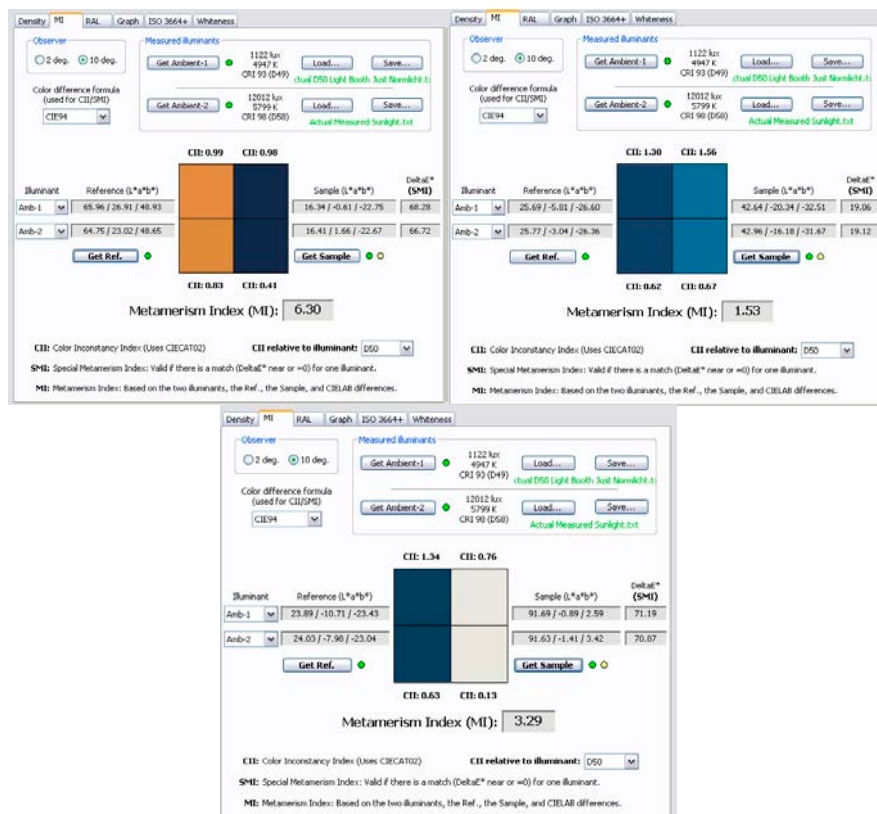 Density MI RAL Graph ISO 3664+ Whiteness
Observer
2 deg. 10 deg.
Color difference formula
(used for CII/SMI)
CIE94
Measured illuminants
Get Ambient-1
1122 lux
4947 K
CRI 93 (D49)
Load... Save...
ctual D50 Light Booth Just Normlicht.t
Get Ambient-2
12012 lux
5799 K
CRI 98 (D58)
Load... Save...
Actual Measured Sunlight.txt
CII: 0.99 CII: 0.98
Illuminant Reference (L*a*b*) Sample (L*a*b*) DeltaE*
(SMI)
Amb-1 65.96 / 26.91 / 48.93 16.34 / -0.61 / -22.75 68.28
Amb-2 64.75 / 23.02 / 48.65 16.41 / 1.66 / -22.67 66.72
Get Ref. Get Sample
CII: 0.83 CII: 0.41
Metamerism Index (MI): 6.30
CII: Color Inconstancy Index (Uses CIECAT02) CII relative to illuminant: D50
SMI: Special Metamerism Index: Valid if there is a match (DeltaE* near or =0) for one illuminant.
MI: Metamerism Index: Based on the two illuminants, the Ref., the Sample, and CIELAB differences.
Density MI RAL Graph ISO 3664+ Whiteness
Observer
2 deg. 10 deg.
Color difference formula
(used for CII/SMI)
CIE94
Measured illuminants
Get Ambient-1
1122 lux
4947 K
CRI 93 (D49)
Load... Save...
ctual D50 Light Booth Just Normlicht.t
Get Ambient-2
12012 lux
5799 K
CRI 98 (D58)
Load... Save...
Actual Measured Sunlight.txt
CII: 1.30 CII: 1.56
Illuminant Reference (L*a*b*) Sample (L*a*b*) DeltaE*
(SMI)
Amb-1 25.69 / -5.01 / -26.60 42.64 / -20.34 / -32.51 19.06
Amb-2 25.77 / -3.04 / -26.36 42.96 / -16.18 / -31.67 19.12
Get Ref. Get Sample
CII: 0.62 CII: 0.67
Metamerism Index (MI): 1.53
CII: Color Inconstancy Index (Uses CIECAT02) CII relative to illuminant: D50
SMI: Special Metamerism Index: Valid if there is a match (DeltaE* near or =0) for one illuminant.
MI: Metamerism Index: Based on the two illuminants, the Ref., the Sample, and CIELAB differences.
Density MI RAL Graph ISO 3664+ Whiteness
Observer
2 deg. 10 deg.
Color difference formula
(used for CII/SMI)
CIE94
Measured illuminants
Get Ambient-1
1122 lux
4947 K
CRI 93 (D49)
Load... Save...
ctual D50 Light Booth Just Normlicht.t
Get Ambient-2
12012 lux
5799 K
CRI 98 (D58)
Load... Save...
Actual Measured Sunlight.txt
CII: 1.34 CII: 0.76
Illuminant Reference (L*a*b*) Sample (L*a*b*) DeltaE*
(SMI)
Amb-1 23.89 / -10.71 / -23.43 91.69 / -0.89 / 2.59 71.19
Amb-2 24.03 / -7.98 / -23.04 91.63 / -1.41 / 3.42 70.87
Get Ref. Get Sample
CII: 0.63 CII: 0.13
Metamerism Index (MI): 3.29
CII: Color Inconstancy Index (Uses CIECAT02) CII relative to illuminant: D50
SMI: Special Metamerism Index: Valid if there is a match (DeltaE* near or =0) for one illuminant.
MI: Metamerism Index: Based on the two illuminants, the Ref., the Sample, and CIELAB differences.